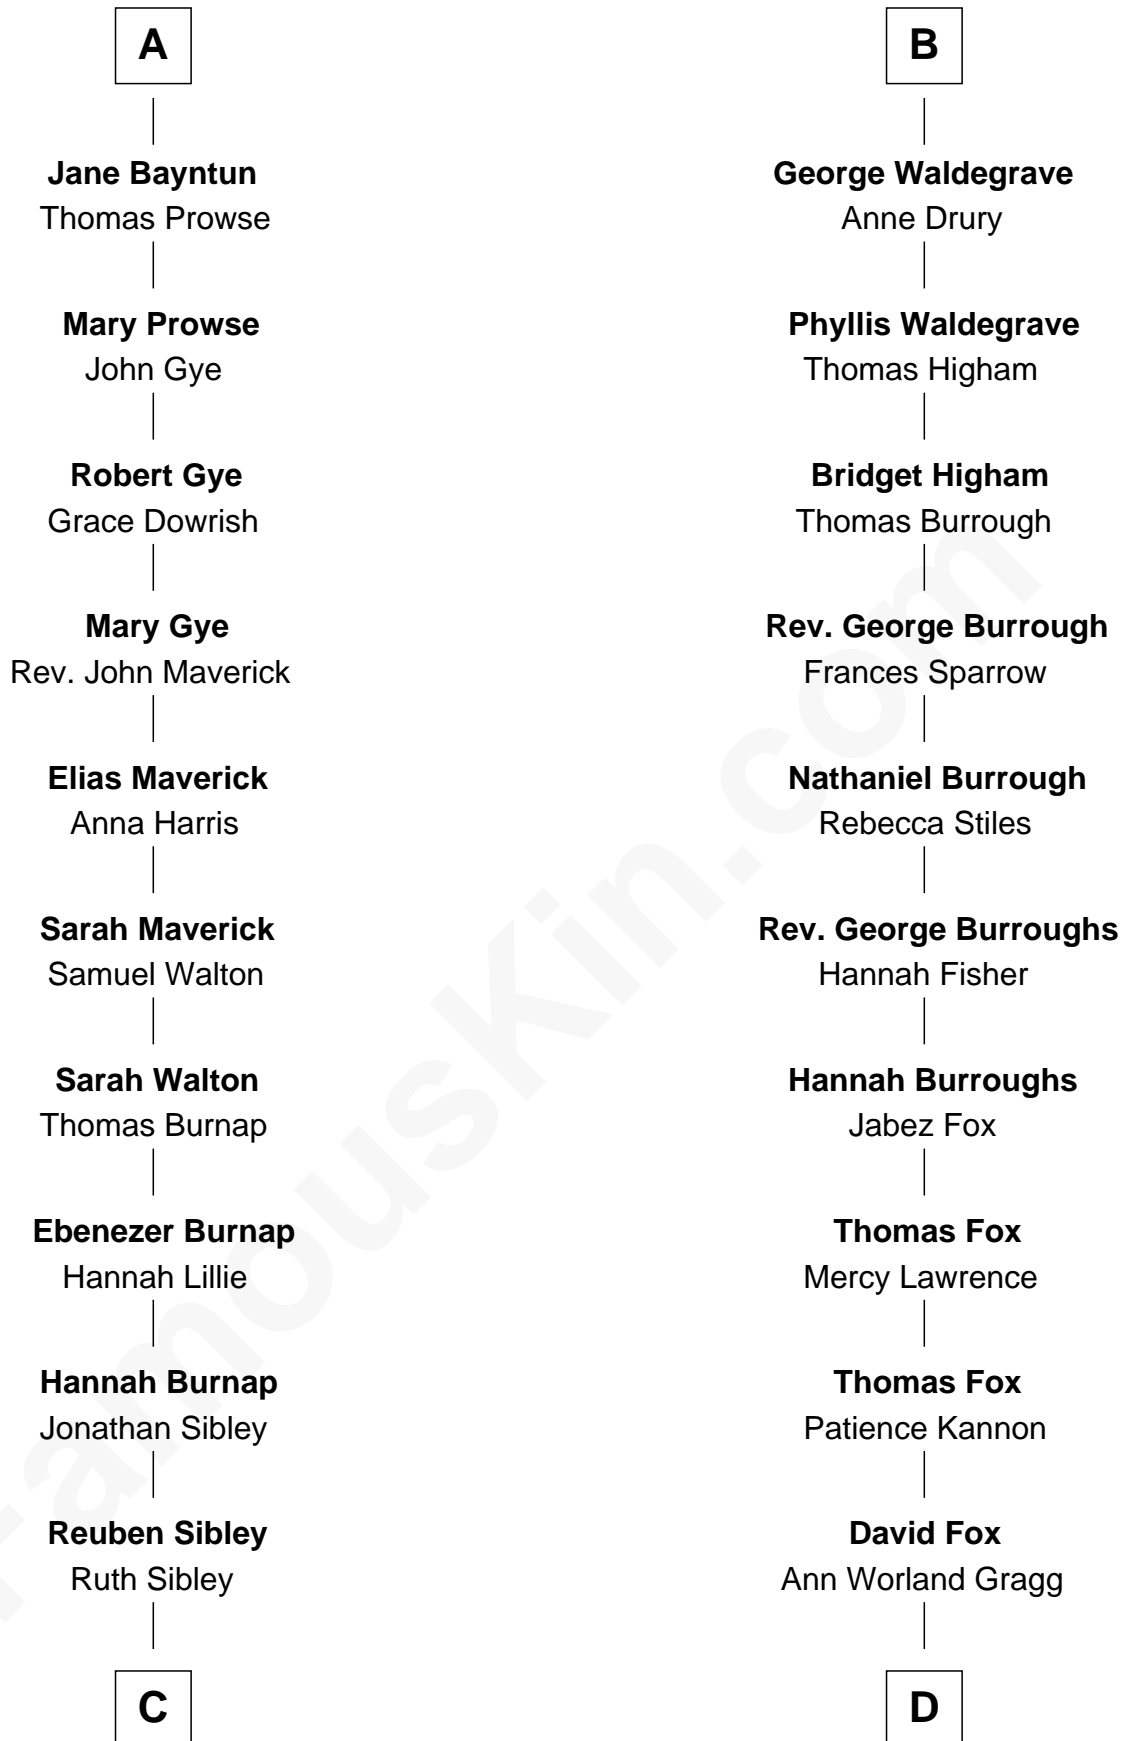 A
Jane Bayntun
Thomas Prowse
Mary Prowse
John Gye
Robert Gye
Grace Dowrish
Mary Gye
Rev. John Maverick
Elias Maverick
Anna Harris
Sarah Maverick
Samuel Walton
Sarah Walton
Thomas Burnap
Ebenezer Burnap
Hannah Lillie
Hannah Burnap
Jonathan Sibley
Reuben Sibley
Ruth Sibley
C
B
George Waldegrave
Anne Drury
Phyllis Waldegrave
Thomas Higham
Bridget Higham
Thomas Burrough
Rev. George Burrough
Frances Sparrow
Nathaniel Burrough
Rebecca Stiles
Rev. George Burroughs
Hannah Fisher
Hannah Burroughs
Jabez Fox
Thomas Fox
Mercy Lawrence
Thomas Fox
Patience Kannon
David Fox
Ann Worland Gragg
D
FamousKin.com